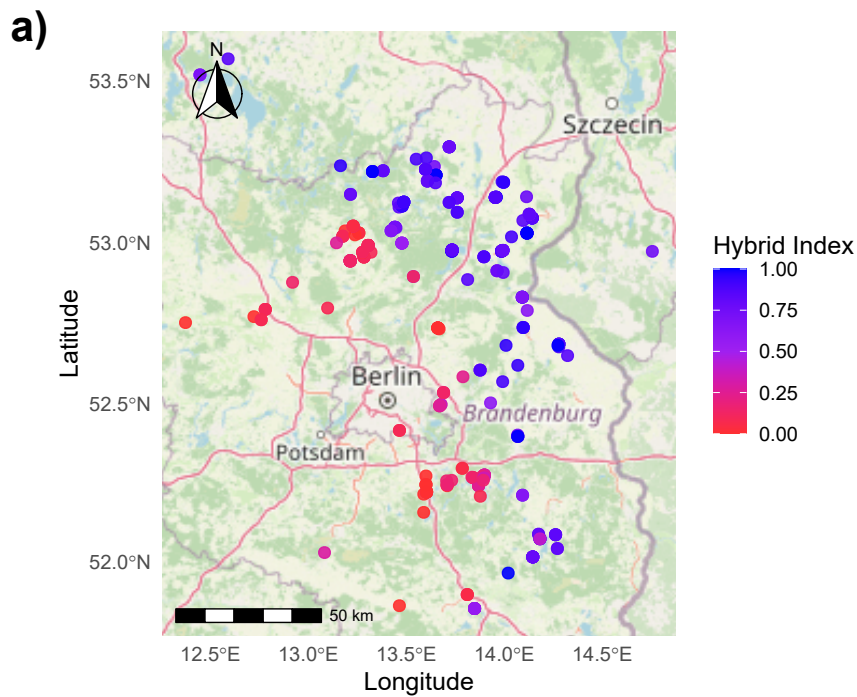 a)
N
53.5°N
53.0°N
52.5°N
52.0°N
Latitude
Szczecin
Berlin
Brandenburg
Potsdam
50 km
12.5°E 13.0°E 13.5°E 14.0°E 14.5°E
Longitude
Hybrid Index
1.00
0.75
0.50
0.25
0.00